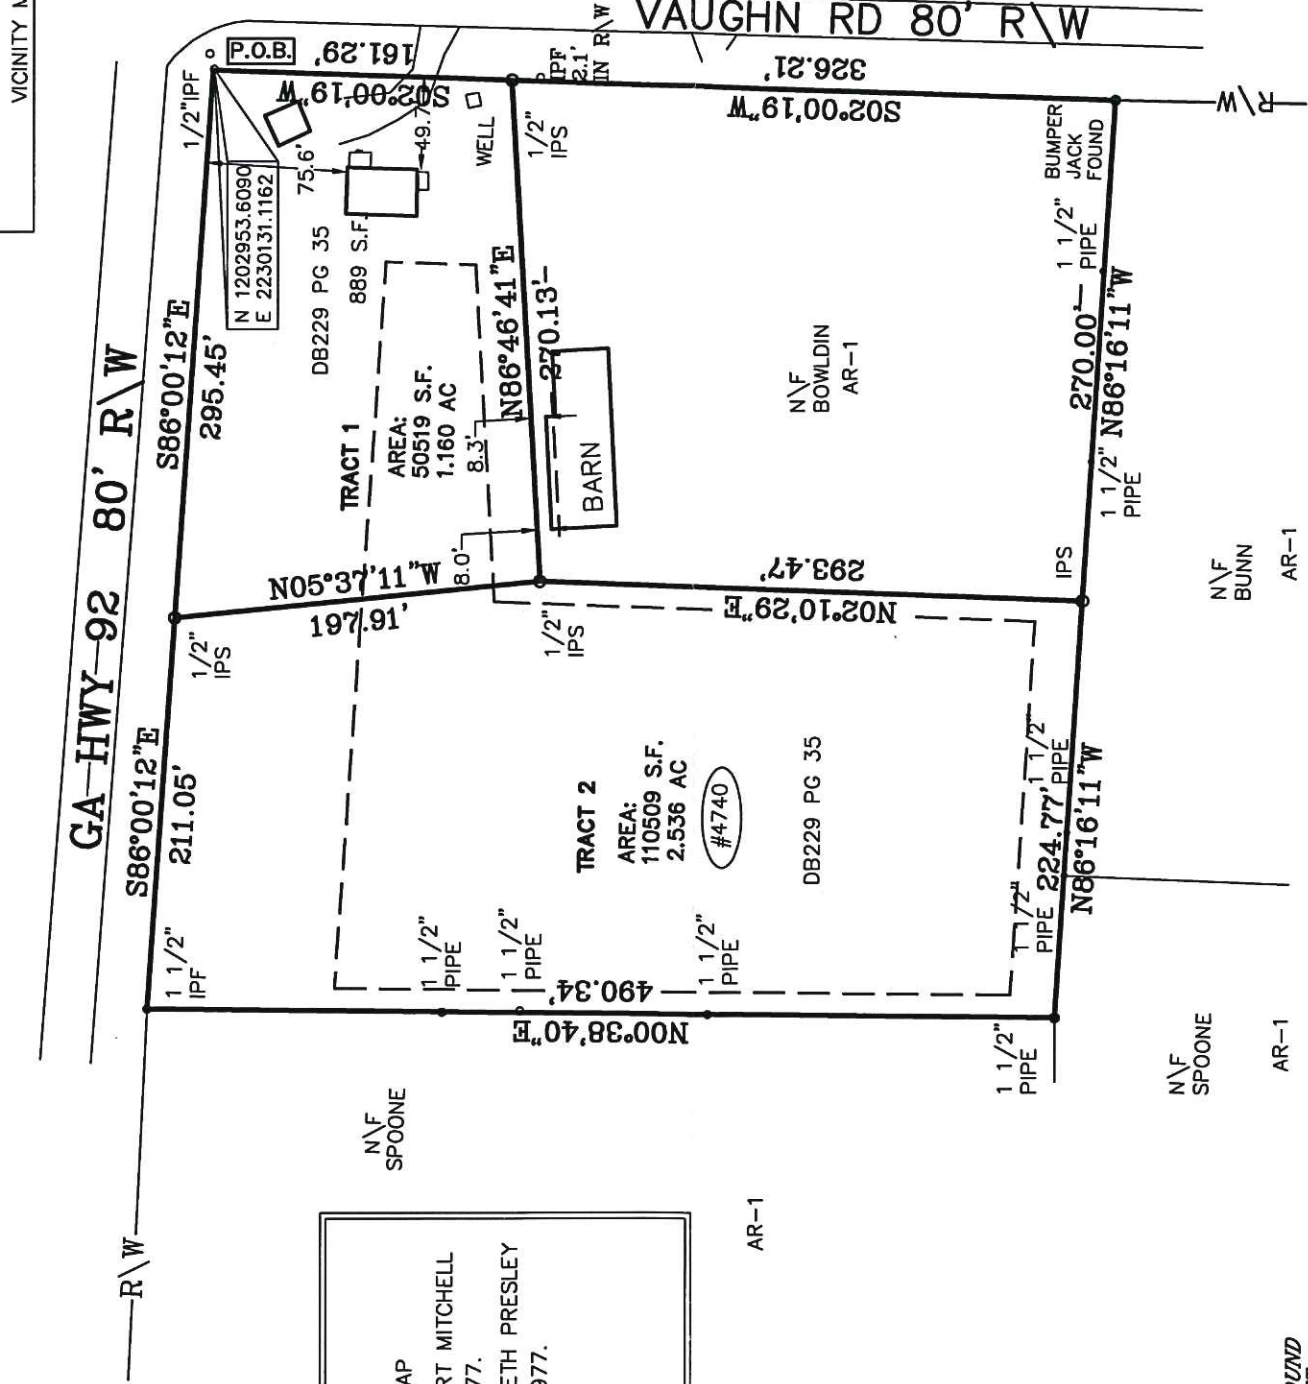 VICINITY
VAUGHN RD 80' R\W
GA HWY 92 80' R\W
P.O.B.
161.29'
S02°00'19"W
1/2"IPF
N 1202953.6090
E 2230131.1162
75.6'
49.7
WELL
IPF
2.1'
IN R\W
1/2"
IPS
326.21'
S02°00'19"W
R\W
BUMPER
JACK
FOUND
1 1/2"
PIPE
S86°00'12"E
295.45'
DB229 PG 35
889 S.F.
TRACT 1
AREA:
50519 S.F.
1.160 AC
N86°46'41"E
270.13'
8.3'
8.0'
BARN
N\F
BOWLDIN
AR-1
270.00'
N86°16'11"W
1 1/2"
PIPE
N\F
BUNN
AR-1
N05°37'11"W
197.91'
1/2"
IPS
1/2"
IPS
293.47'
N02°10'29"E
IPS
S86°00'12"E
211.05'
TRACT 2
AREA:
110509 S.F.
2.536 AC
#4740
DB229 PG 35
1 1/2"
PIPE
224.77'
N86°16'11"W
1 1/2"
PIPE
1 1/2"
IPF
1 1/2"
PIPE
1 1/2"
PIPE
1 1/2"
PIPE
490.34'
N00°38'40"E
1 1/2"
PIPE
N\F
SPOONE
N\F
SPOONE
AR-1
AR-1
R\W
AP
RT MITCHELL
77.
ETH PRESLEY
977.
OUND